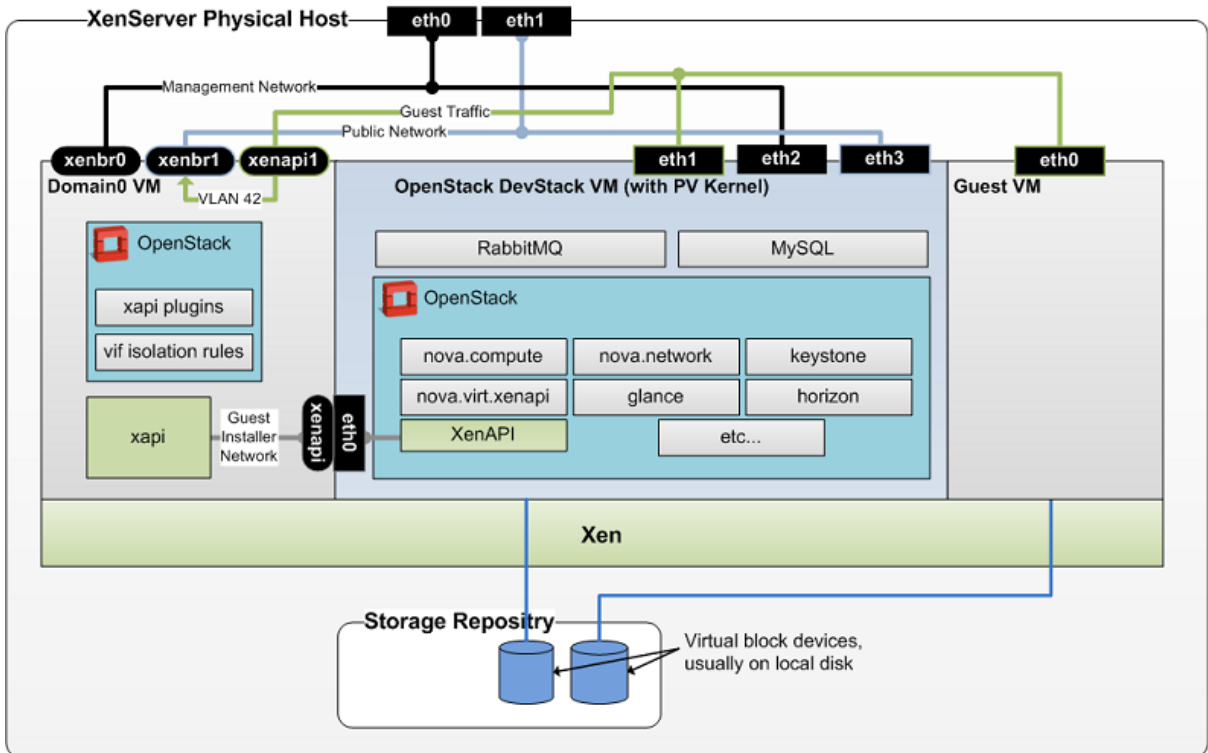 XenServer Physical Host
eth0
eth1
Management Network
Guest Traffic
Public Network
xenbr0
xenbr1
xenapi1
eth1
eth2
eth3
eth0
Domain0 VM
VLAN 42
OpenStack DevStack VM (with PV Kernel)
Guest VM
OpenStack
xapi plugins
vif isolation rules
RabbitMQ
MySQL
OpenStack
nova.compute
nova.network
keystone
nova.virt.xenapi
glance
horizon
XenAPI
etc...
xapi
Guest
Installer
Network
xenapi
eth0
Xen
Storage Repositry
Virtual block devices,
usually on local disk